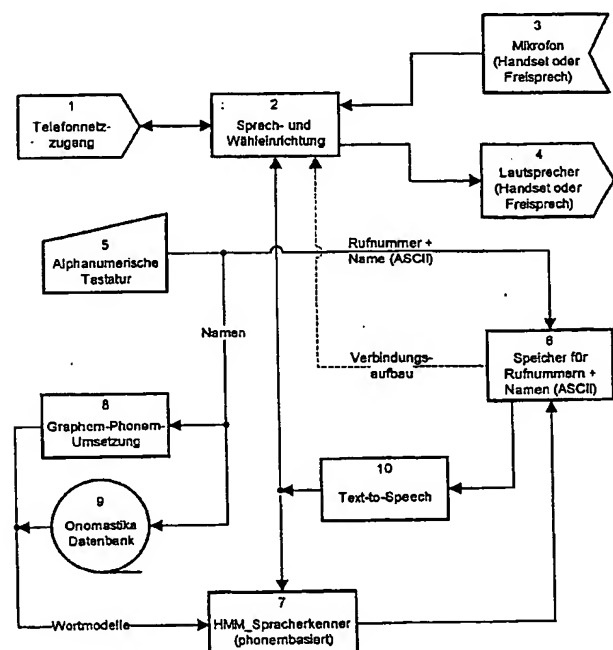 3
Mikrofon
(Handset oder
Freisprech)
1
Telefonnetz-
zugang
: 2
Sprech- und
Wähleinrichtung
4
Lautsprecher
(Handset oder
Freisprech)
5
Alphanumerische
Tastatur
Rufnummer +
Name (ASCII)
Namen
Verbindungs-
aufbau
6
Speicher für
Rufnummern +
Namen (ASCII)
8
Graphem-Phonem-
Umsetzung
10
Text-to-Speech
9
Onomastika
Datenbank
Wortmodelle
7
HMM_Spracherkenner
(phonembasiert)